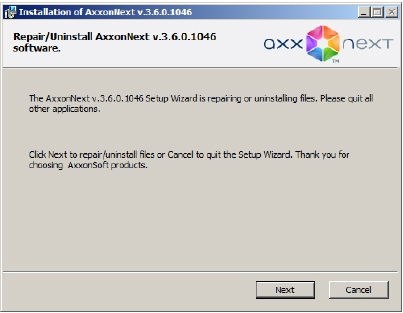 Installation of AxxonNext v.3.6.0.1046
Repair/Uninstall AxxonNext v.3.6.0.1046
software.
axx next
TM
The AxxonNext v.3.6.0.1046 Setup Wizard is repairing or uninstalling files. Please quit all
other applications.
Click Next to repair/uninstall files or Cancel to quit the Setup Wizard. Thank you for
choosing AxxonSoft products.
Next
Cancel